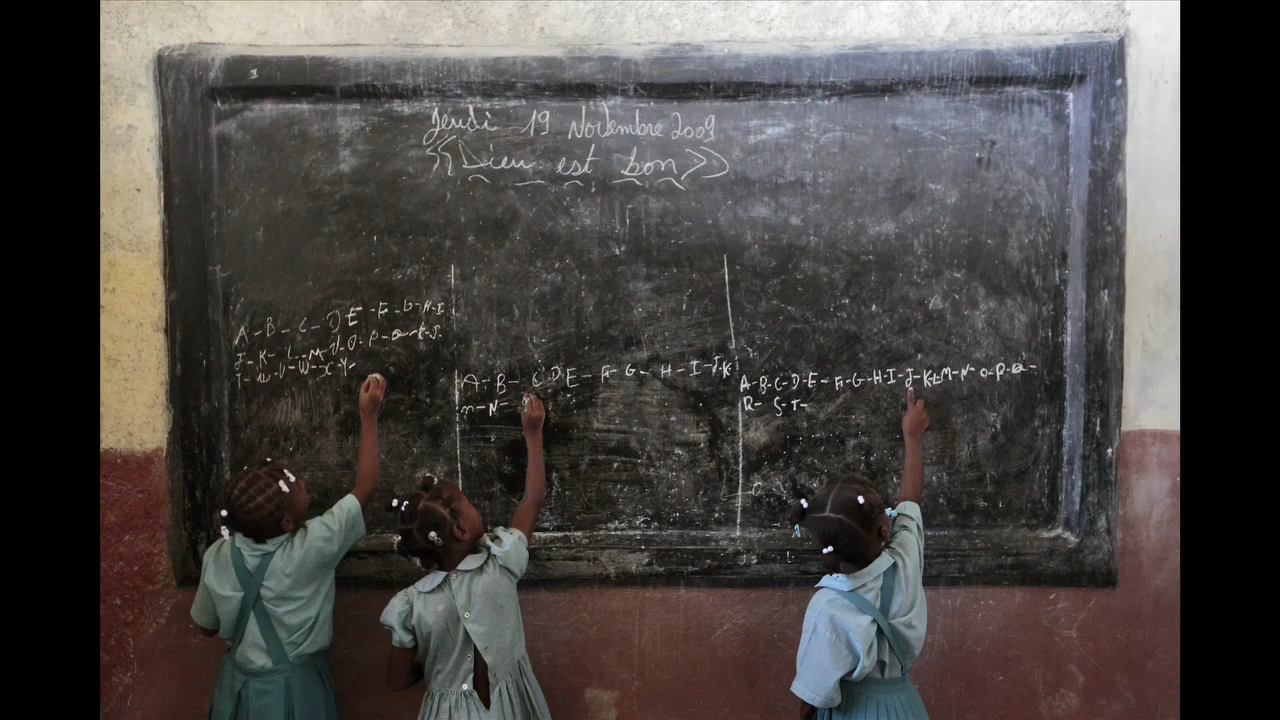 Jeudi 19 Novembre 2009
<<Dieu est bon>>
A-B-C-D E-F-G-H-I
J-K-L-M-N-O-P-Q-R-S.
T-U-V-W-X-Y-
A-B-C-D E-F-G-H-I-J-K-
m-N-
A-B-C-D-E-F-G-H-I-J-K-L-M-N-O-P-Q-
R-S-T-